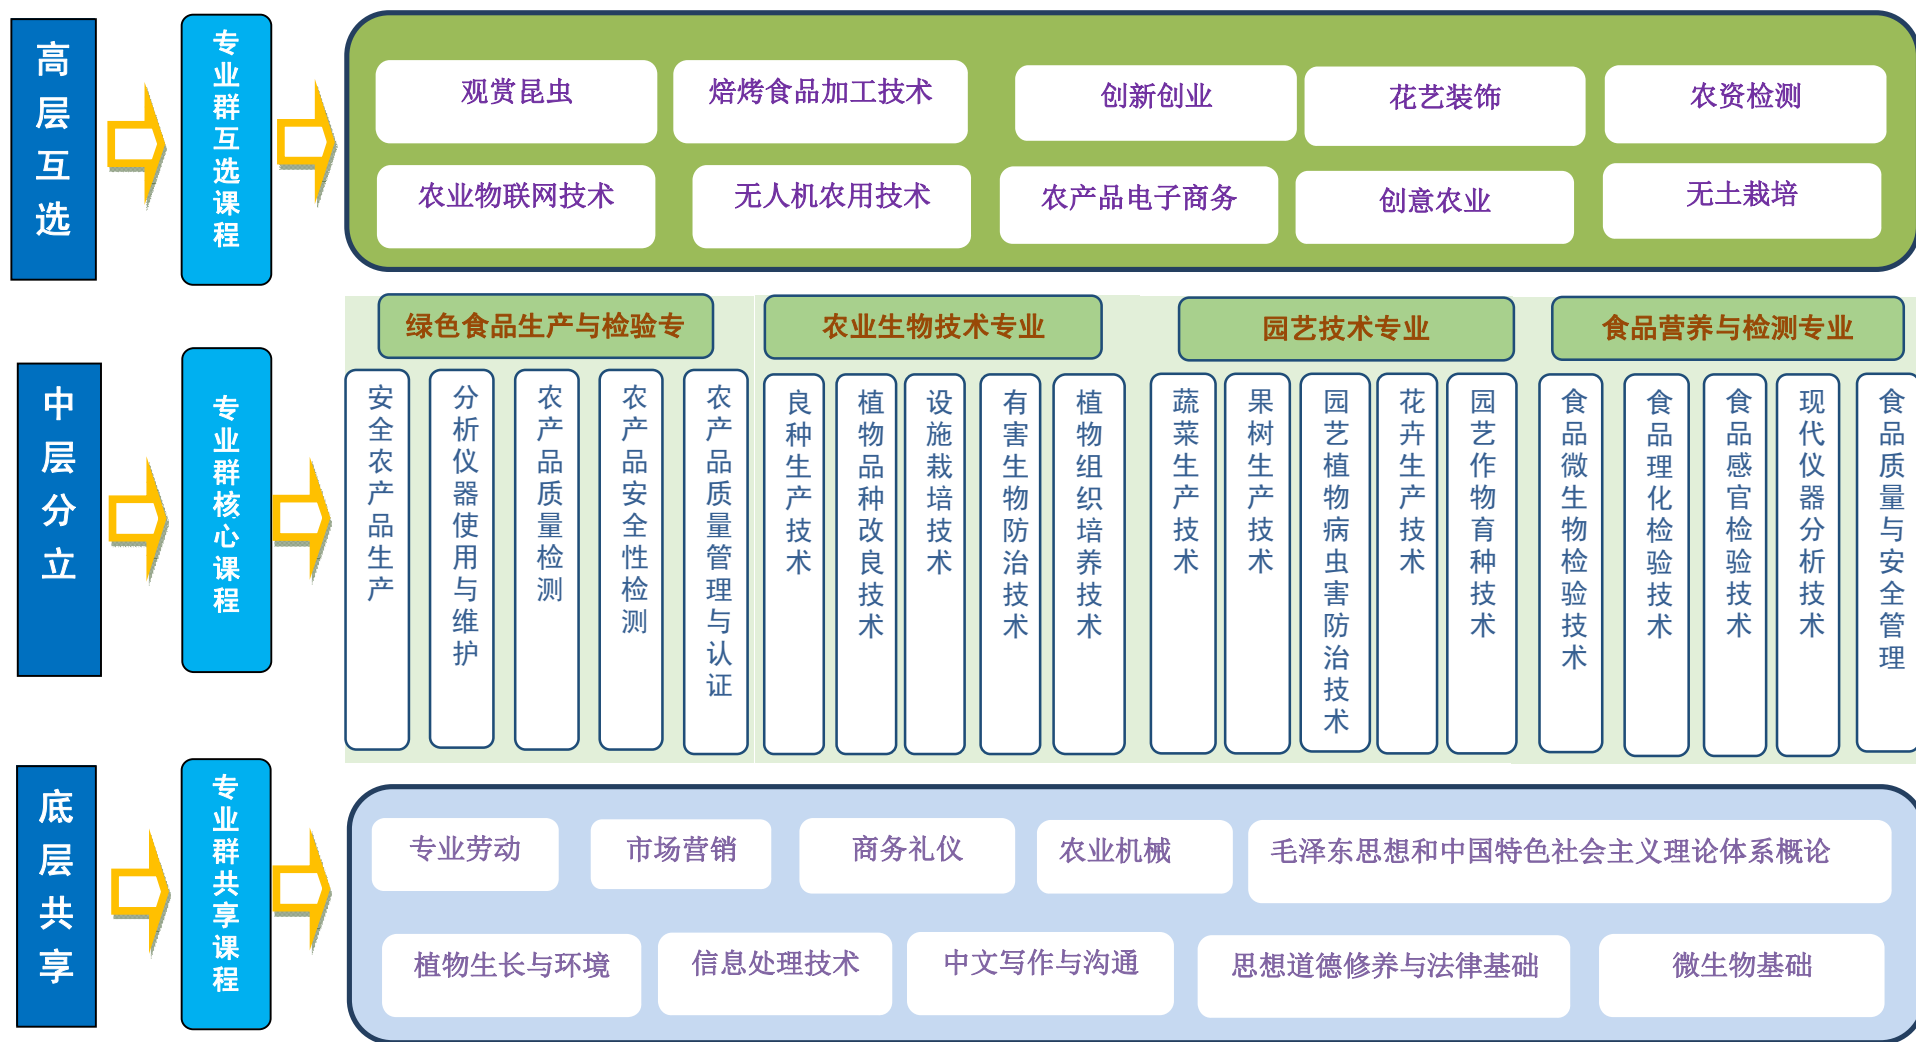 高层互选
专业群互选课程
观赏昆虫
焙烤食品加工技术
创新创业
花艺装饰
农资检测
农业物联网技术
无人机农用技术
农产品电子商务
创意农业
无土栽培
中层分立
专业群核心课程
绿色食品生产与检验专
安全农产品生产
分析仪器使用与维护
农产品质量检测
农产品安全性检测
农产品质量管理与认证
农业生物技术专业
良种生产技术
植物品种改良技术
设施栽培技术
有害生物防治技术
植物组织培养技术
园艺技术专业
蔬菜生产技术
果树生产技术
园艺植物病虫害防治技术
花卉生产技术
园艺作物育种技术
食品营养与检测专业
食品微生物检验技术
食品理化检验技术
食品感官检验技术
现代仪器分析技术
食品质量与安全管理
底层共享
专业群共享课程
专业劳动
市场营销
商务礼仪
农业机械
毛泽东思想和中国特色社会主义理论体系概论
植物生长与环境
信息处理技术
中文写作与沟通
思想道德修养与法律基础
微生物基础